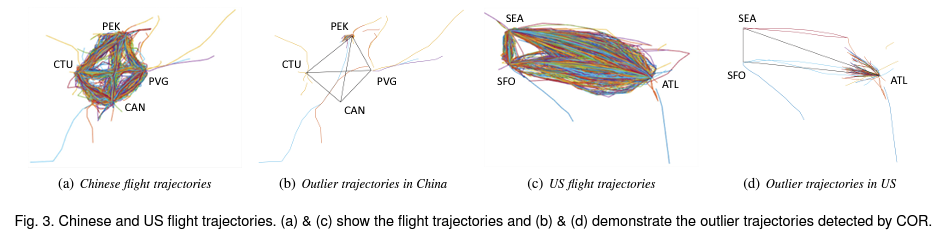 PEK
CTU
PVG
CAN
(a) Chinese flight trajectories
PEK
CTU
PVG
CAN
(b) Outlier trajectories in China
SEA
SFO
ATL
(c) US flight trajectories
SEA
SFO
ATL
(d) Outlier trajectories in US
Fig. 3. Chinese and US flight trajectories. (a) & (c) show the flight trajectories and (b) & (d) demonstrate the outlier trajectories detected by COR.